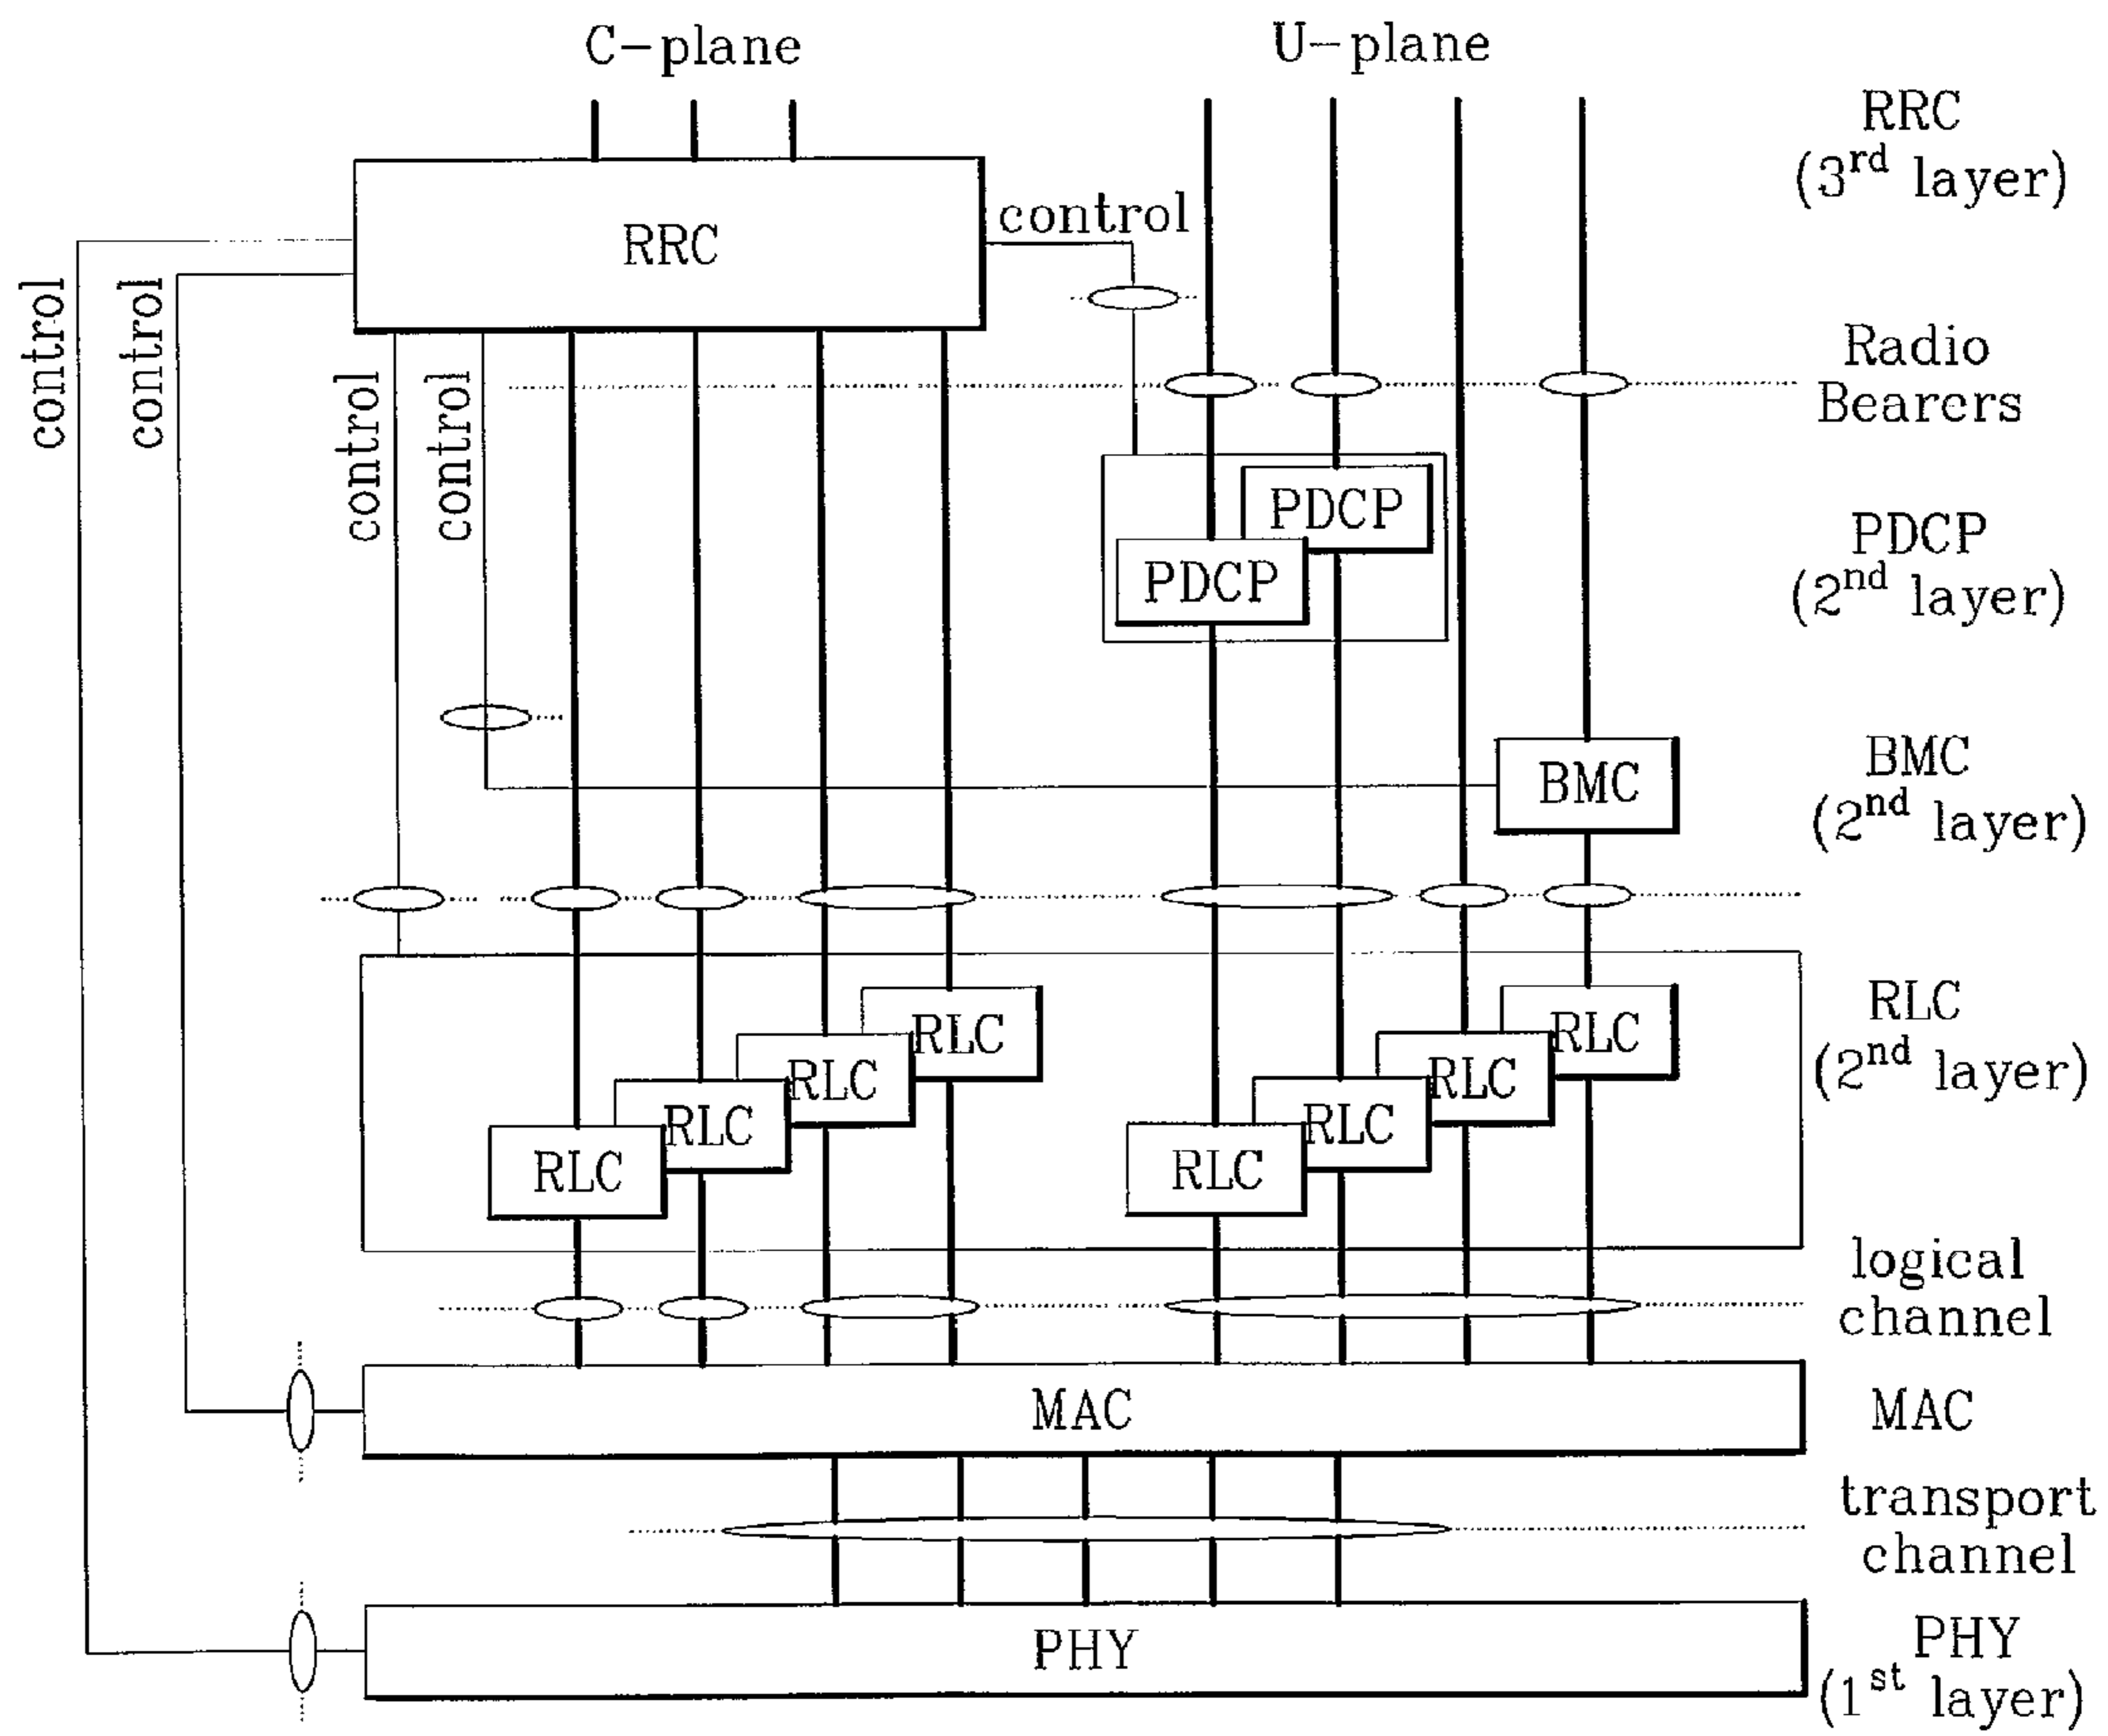 C-plane
U-plane
RRC
(3rd layer)
RRC
control
control
control
control
control
Radio
Bearers
PDCP
PDCP
PDCP
(2nd layer)
BMC
BMC
(2nd layer)
RLC
RLC
RLC
RLC
RLC
RLC
RLC
RLC
RLC
(2nd layer)
logical
channel
MAC
MAC
transport
channel
PHY
PHY
(1st layer)